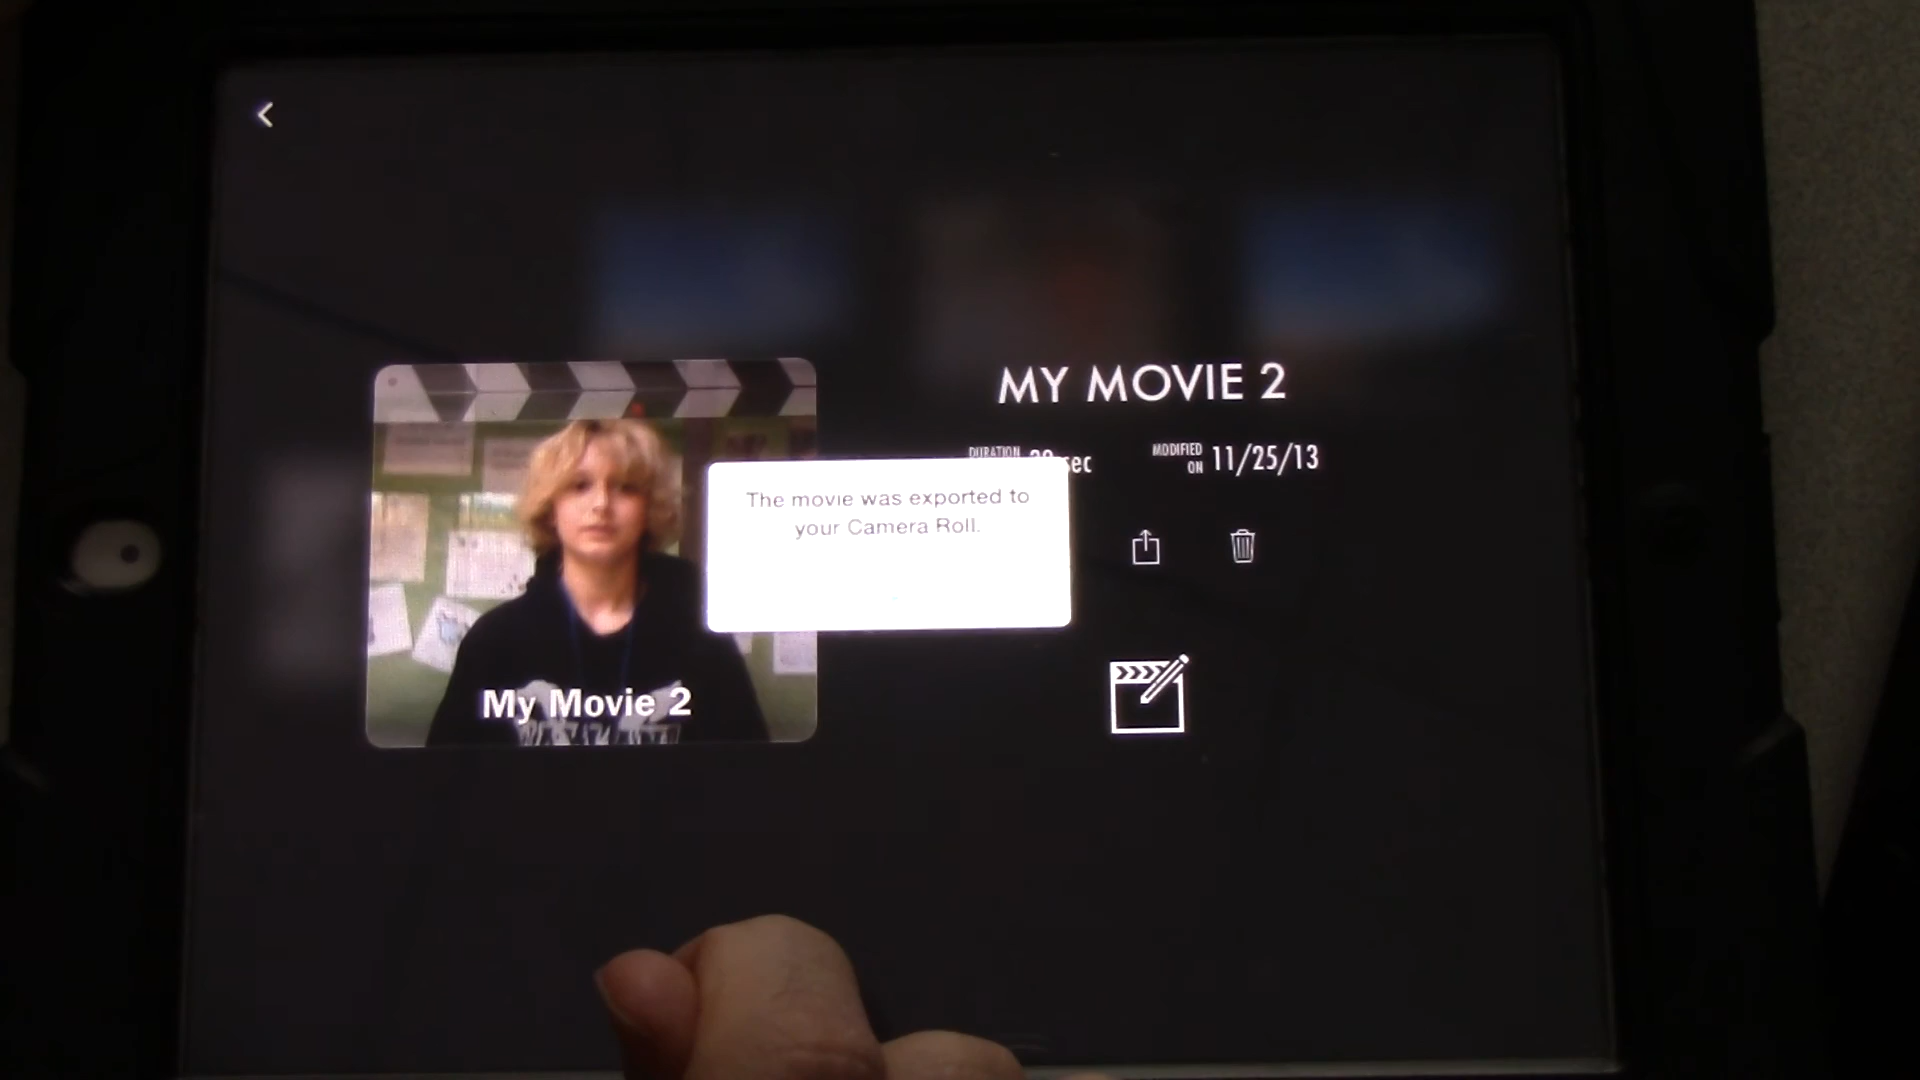 MY MOVIE 2
DURATION
sec
MODIFIED
ON
11/25/13
The movie was exported to
your Camera Roll.
My Movie 2